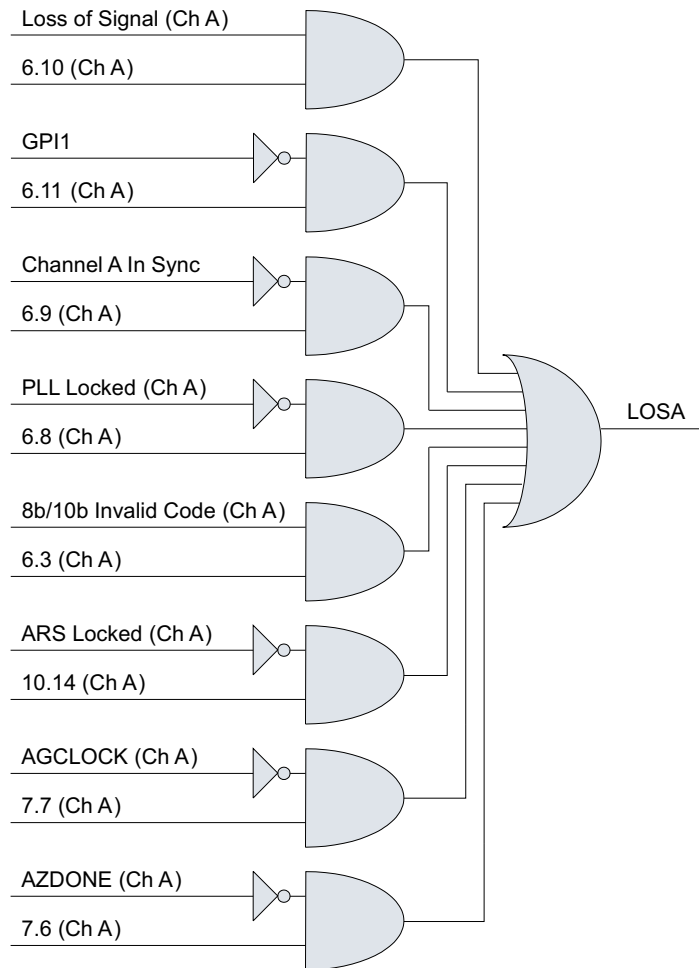 Loss of Signal (Ch A)
6.10 (Ch A)
GPI1
6.11 (Ch A)
Channel A In Sync
6.9 (Ch A)
PLL Locked (Ch A)
6.8 (Ch A)
LOSA
8b/10b Invalid Code (Ch A)
6.3 (Ch A)
ARS Locked (Ch A)
10.14 (Ch A)
AGCLOCK (Ch A)
7.7 (Ch A)
AZDONE (Ch A)
7.6 (Ch A)